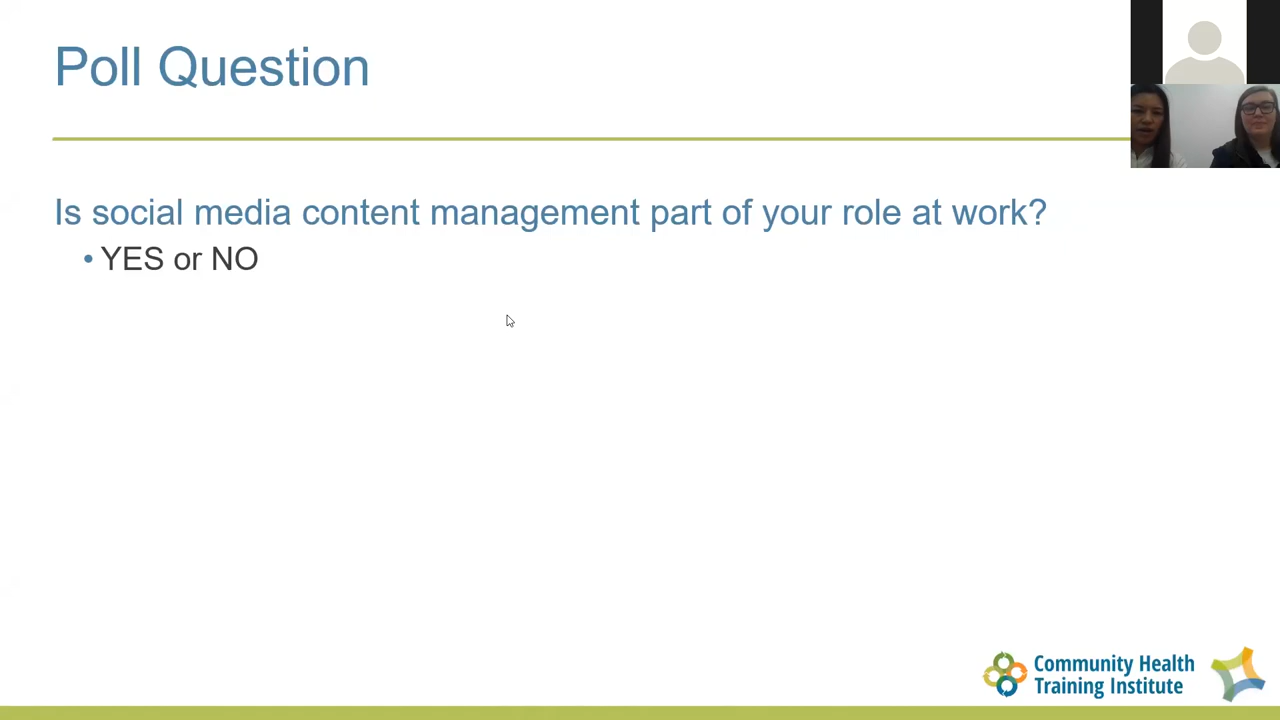 Poll Question
Is social media content management part of your role at work?
• YES or NO
Community Health
Training Institute